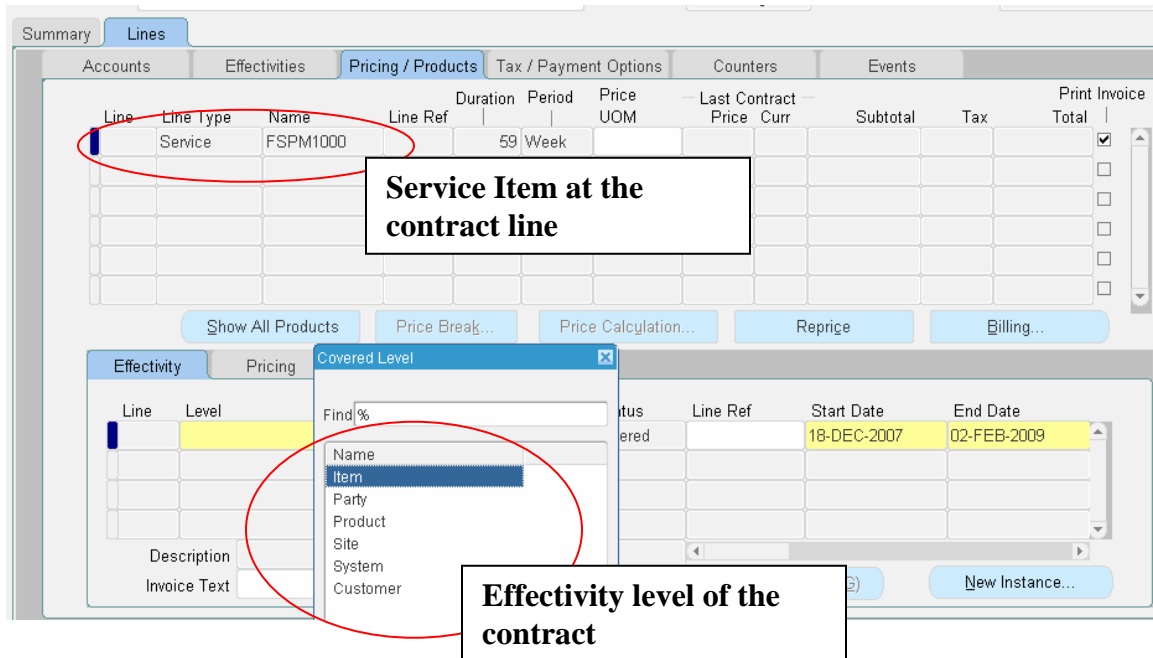 Summary Lines
Accounts Effectivities Pricing / Products Tax / Payment Options Counters Events
Duration Period Price Last Contract Print Invoice
Line Line Type Name Line Ref UOM Price Curr Subtotal Tax Total
Service FSPM1000 59 Week
Service Item at the
contract line
Show All Products Price Break... Price Calculation... Reprice Billing...
Effectivity Pricing
Covered Level
Line Level Line Ref Start Date End Date
Find %
18-DEC-2007 02-FEB-2009
Name
Item
Party
Product
Site
System
Customer
Description
Invoice Text
New Instance...
Effectivity level of the
contract